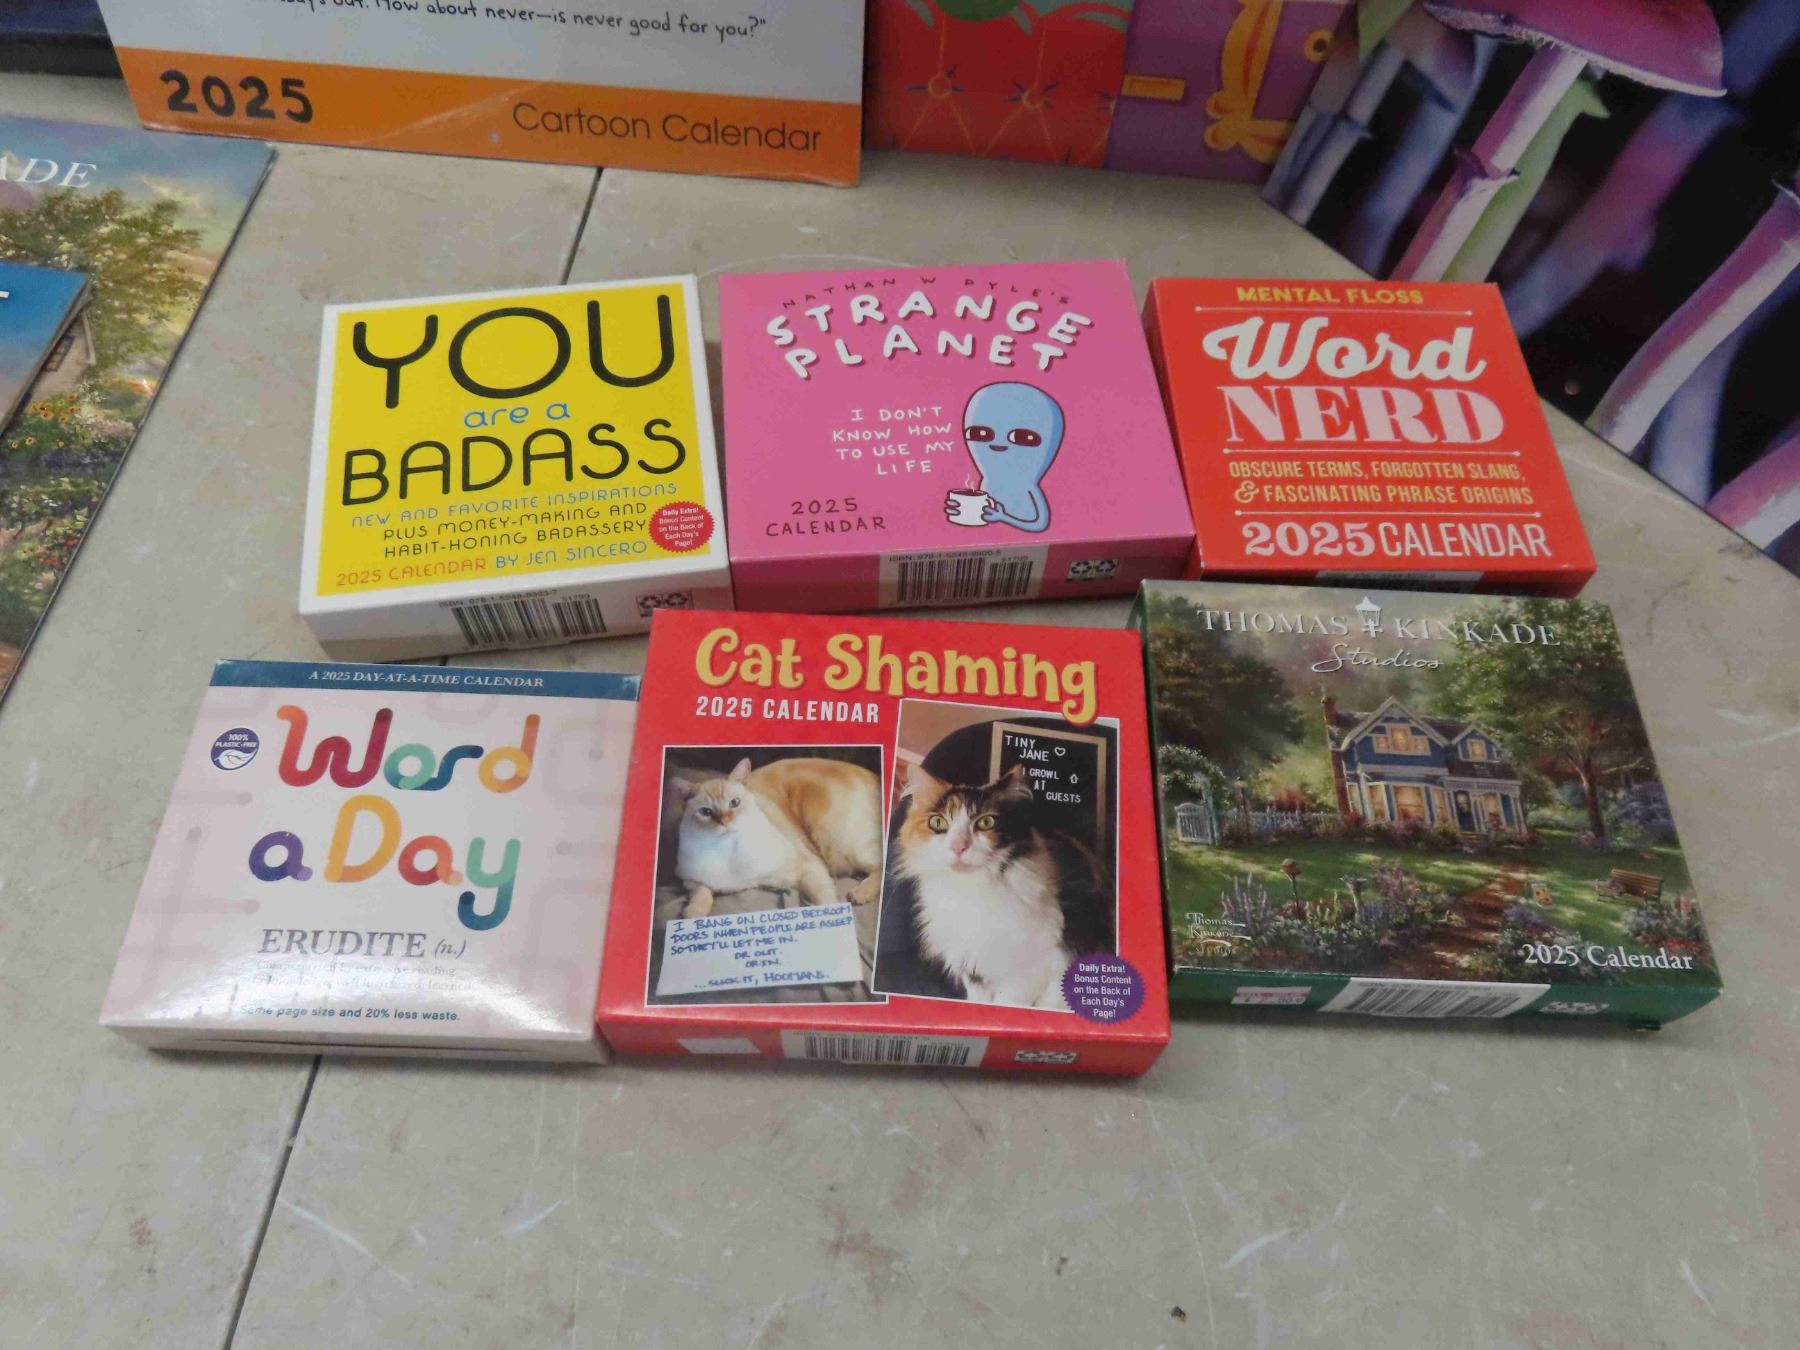 out. How about never—is never good for you?"
2025
Cartoon Calendar
ADE
YOU
are a
BADASS
NEW AND FAVORITE INSPIRATIONS
PLUS MONEY-MAKING AND
HABIT-HONING BADASSERY
2025 CALENDAR BY JEN SINCERO
Daily Extra!
Bonus Content
on the Back of
Each Day's
Page!
NATHAN W PYLE'S
STRANGE
PLANET
I DON'T
KNOW HOW
TO USE MY
LIFE
2025
CALENDAR
MENTAL FLOSS
Word
NERD
OBSCURE TERMS, FORGOTTEN SLANG,
& FASCINATING PHRASE ORIGINS
2025 CALENDAR
A 2025 DAY-AT-A-TIME CALENDAR
100%
PLASTIC-FREE
Word
a Day
ERUDITE (n.)
Same page size and 20% less waste.
Cat Shaming
2025 CALENDAR
TINY
JANE
I GROWL
AT
GUESTS
I BANG ON CLOSED BEDROOM
DOORS WHEN PEOPLE ARE ASLEEP
SO THEY'LL LET ME IN.
OR OUT.
OR IN.
...SUCK IT, HOOMANS.
Daily Extra!
Bonus Content
on the Back of
Each Day's
Page!
THOMAS KINKADE
Studios
Thomas
Kinkade
2025 Calendar